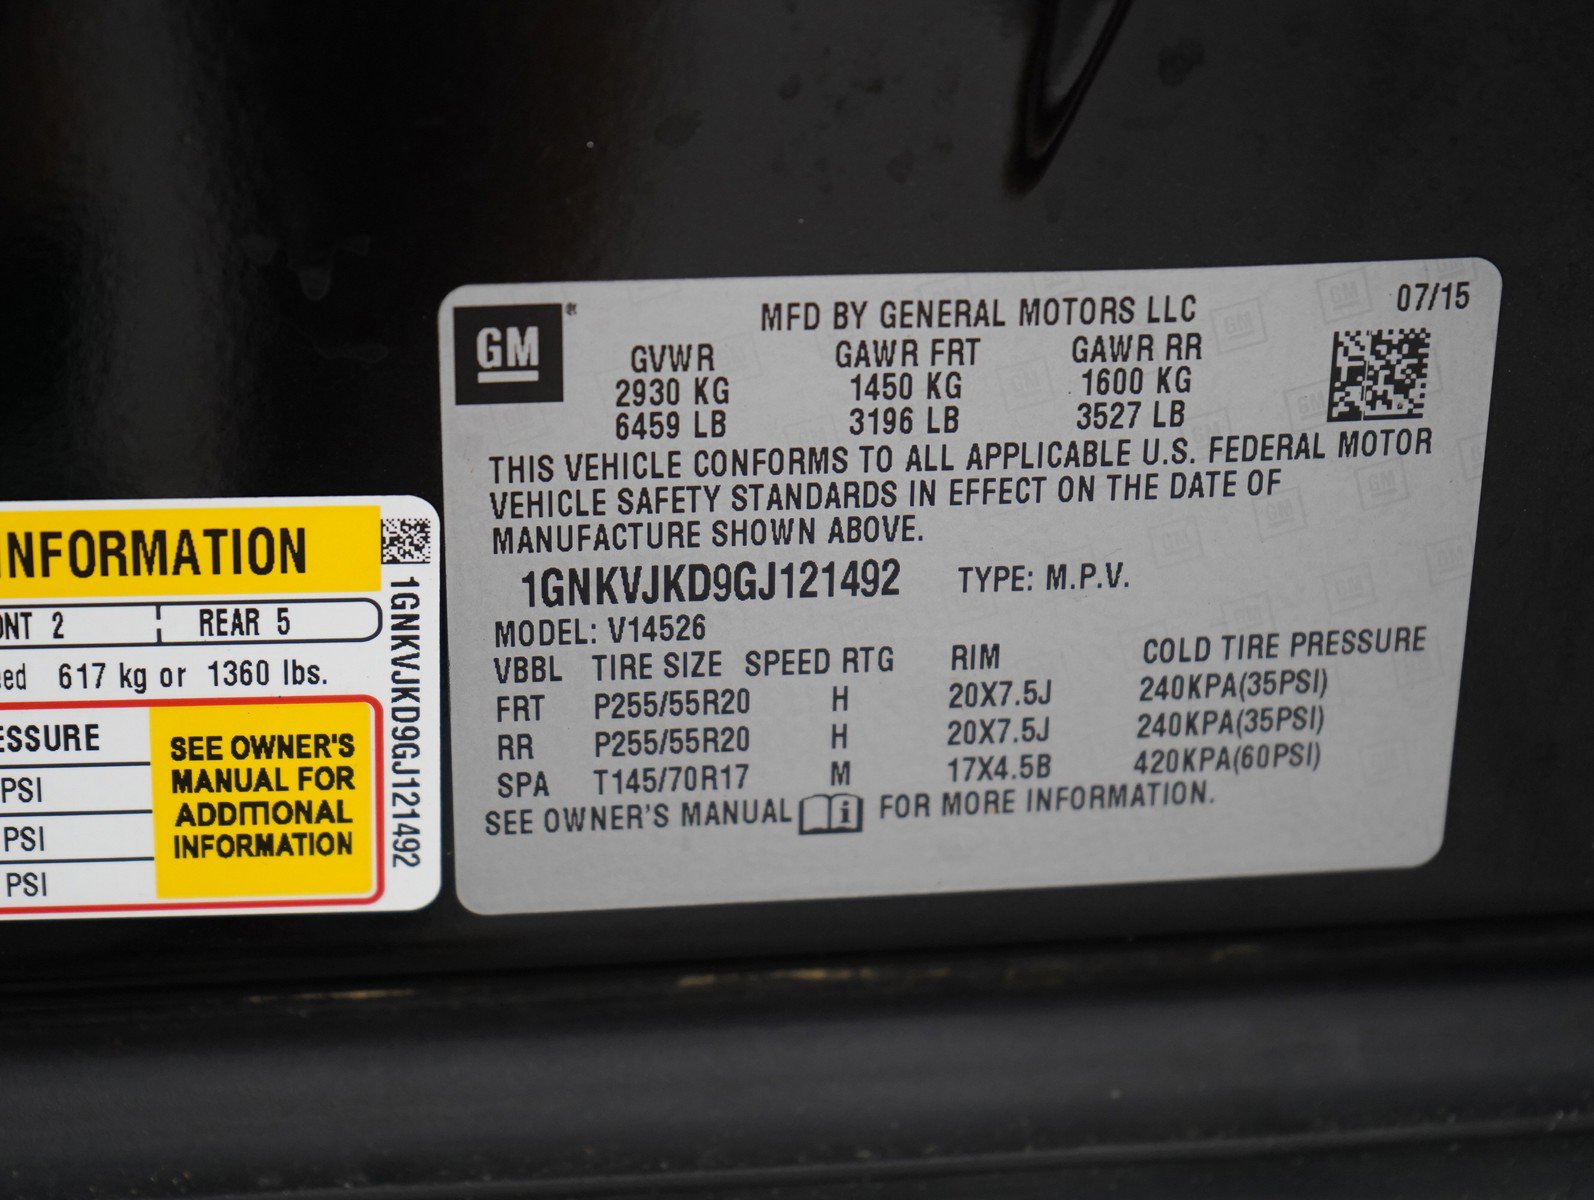 GM
®
MFD BY GENERAL MOTORS LLC
07/15
GVWR GAWR FRT GAWR RR
2930 KG 1450 KG 1600 KG
6459 LB 3196 LB 3527 LB
THIS VEHICLE CONFORMS TO ALL APPLICABLE U.S. FEDERAL MOTOR
VEHICLE SAFETY STANDARDS IN EFFECT ON THE DATE OF
MANUFACTURE SHOWN ABOVE.
1GNKVJKD9GJ121492 TYPE: M.P.V.
MODEL: V14526
VBBL TIRE SIZE SPEED RTG RIM COLD TIRE PRESSURE
FRT P255/55R20 H 20X7.5J 240KPA(35PSI)
RR P255/55R20 H 20X7.5J 240KPA(35PSI)
SPA T145/70R17 M 17X4.5B 420KPA(60PSI)
SEE OWNER'S MANUAL i FOR MORE INFORMATION.
NFORMATION
ONT 2 REAR 5
eed 617 kg or 1360 lbs.
ESSURE
PSI
PSI
PSI
SEE OWNER'S
MANUAL FOR
ADDITIONAL
INFORMATION
1GNKVJKD9GJ121492